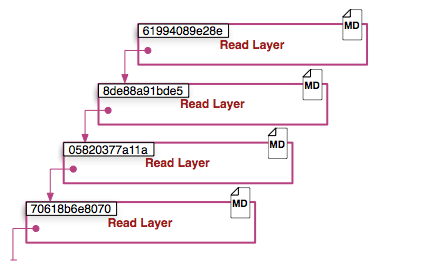 61994089e28e
MD
Read Layer
8de88a91bde5
MD
Read Layer
05820377a11a
MD
Read Layer
70618b6e8070
MD
Read Layer